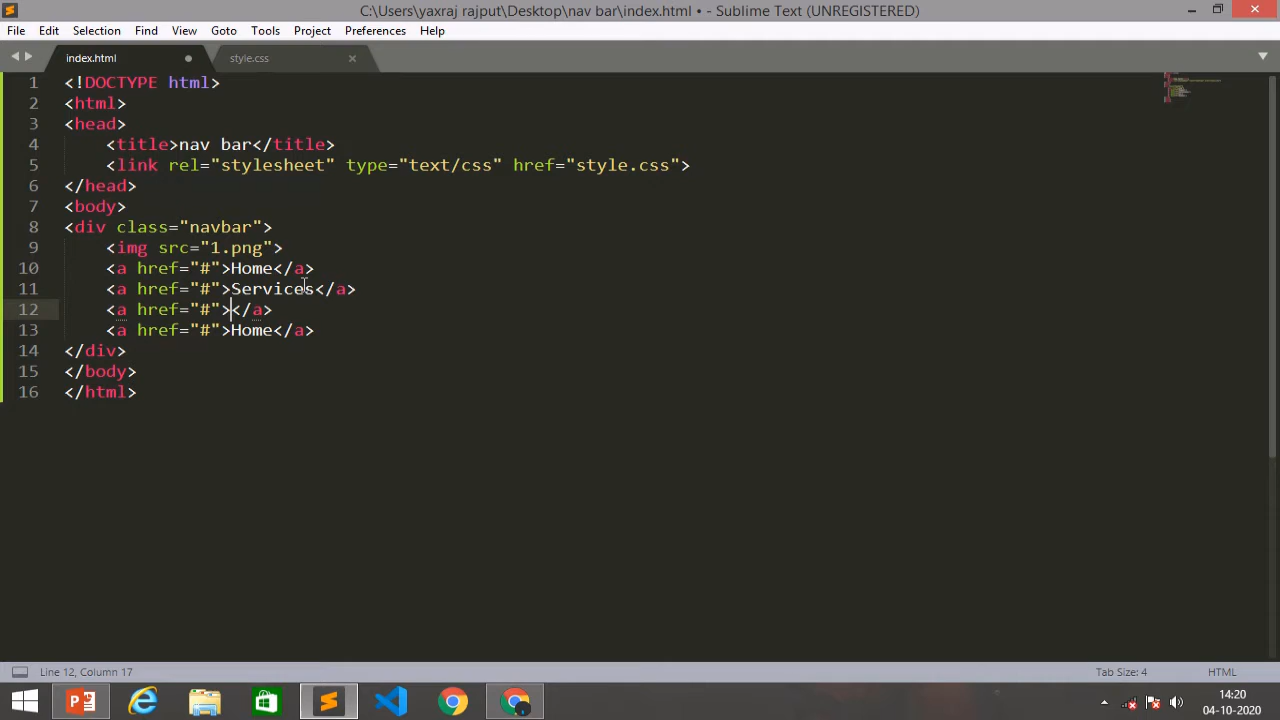 C:\Users\yaxraj rajput\Desktop\nav bar\index.html • - Sublime Text (UNREGISTERED)
File Edit Selection Find View Goto Tools Project Preferences Help
index.html style.css
1 <!DOCTYPE html>
2 <html>
3 <head>
4 <title>nav bar</title>
5 <link rel="stylesheet" type="text/css" href="style.css">
6 </head>
7 <body>
8 <div class="navbar">
9 <img src="1.png">
10 <a href="#">Home</a>
11 <a href="#">Services</a>
12 <a href="#"></a>
13 <a href="#">Home</a>
14 </div>
15 </body>
16 </html>
Line 12, Column 17 Tab Size: 4 HTML
14:20
04-10-2020